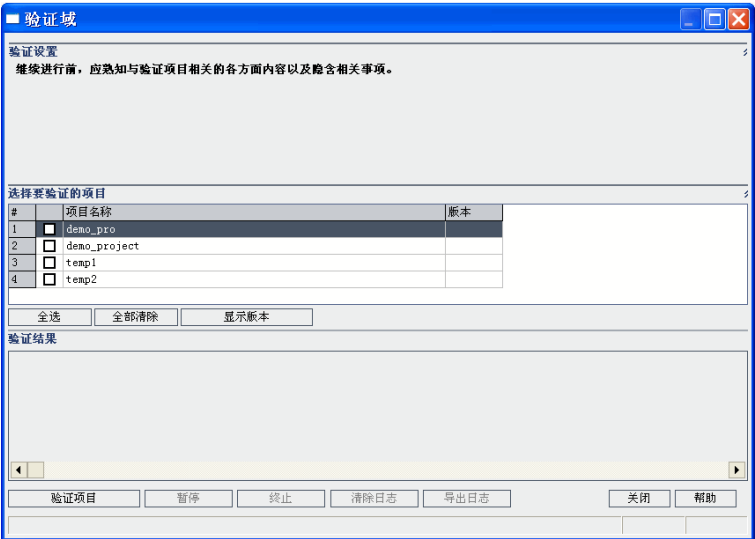 验证域
验证设置
继续进行前，应熟知与验证项目相关的各方面内容以及隐含相关事项。
选择要验证的项目
# 项目名称 版本
1 demo_pro
2 demo_project
3 temp1
4 temp2
全选 全部清除 显示版本
验证结果
验证项目 暂停 终止 清除日志 导出日志 关闭 帮助